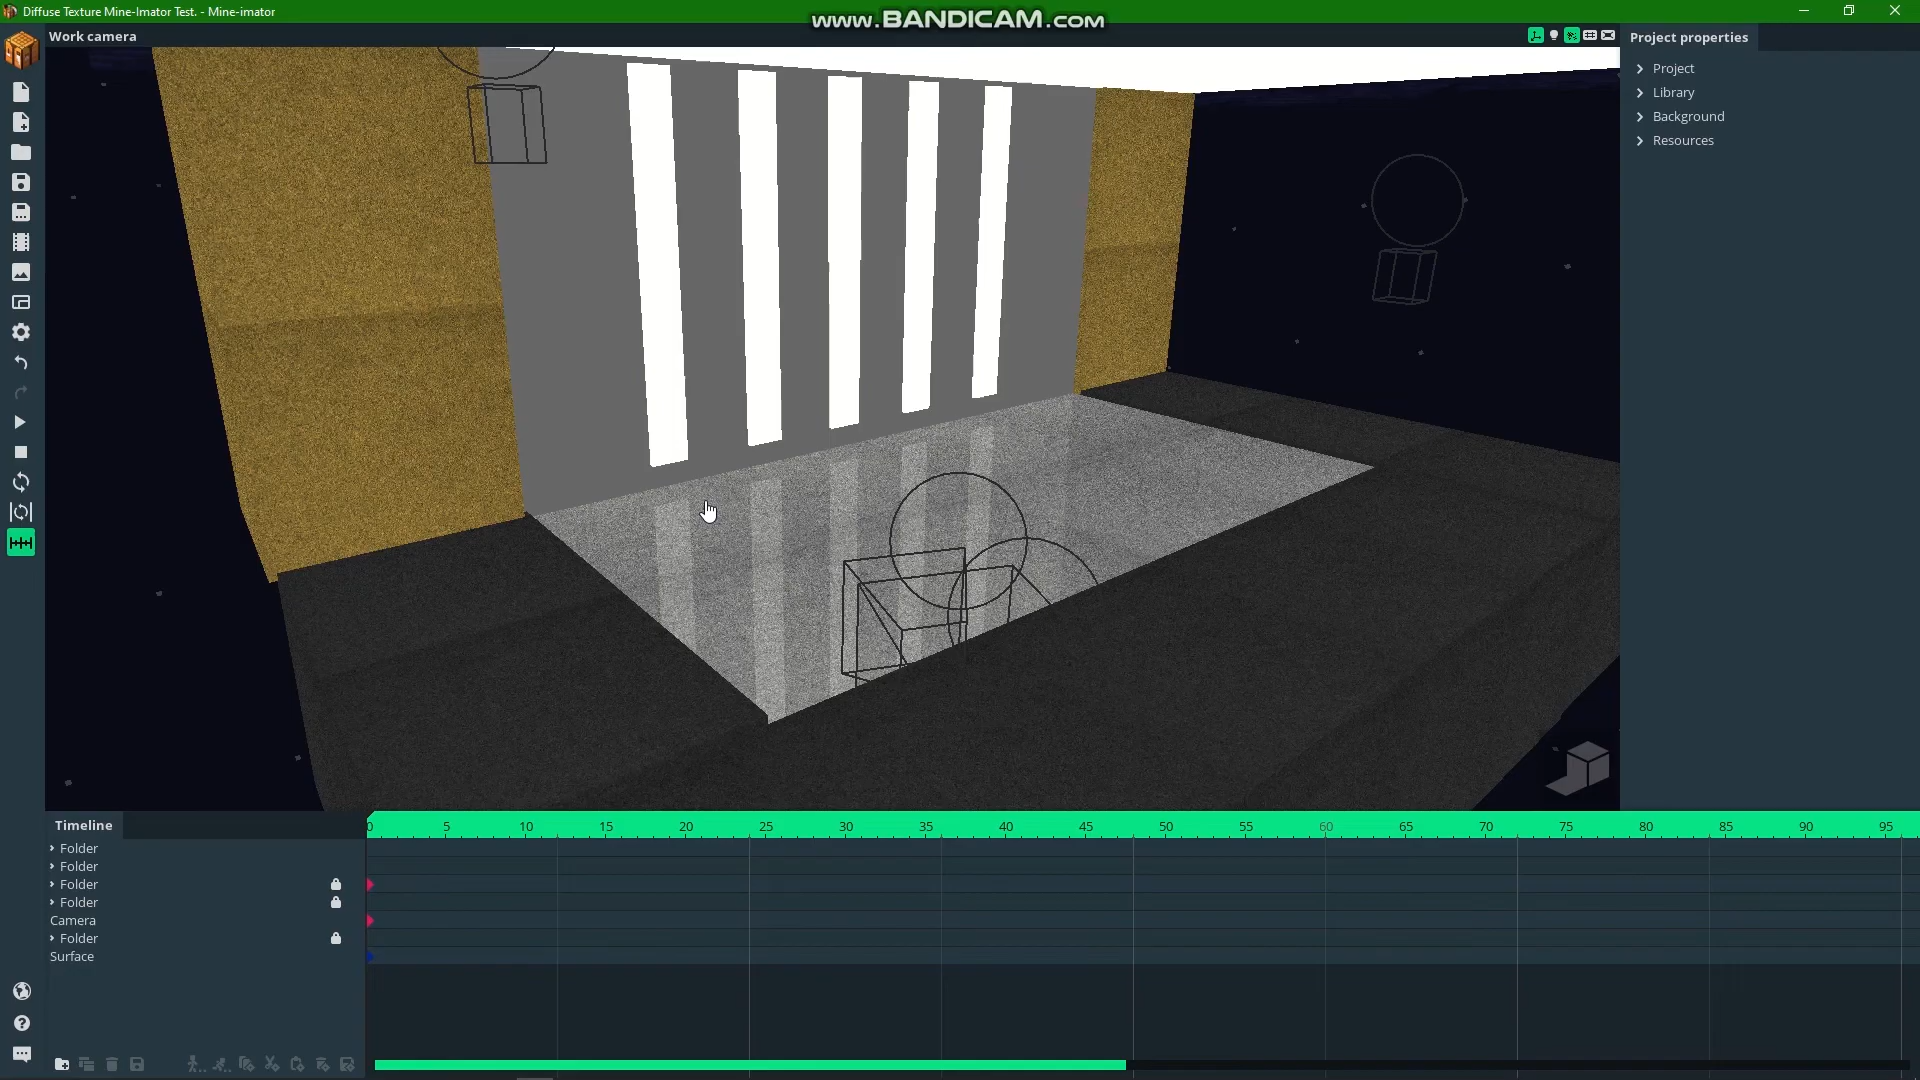 Diffuse Texture Mine-Imator Test. - Mine-imator
www.BANDICAM.com
Work camera
Project properties
Project
Library
Background
Resources
Timeline
0 5 10 15 20 25 30 35 40 45 50 55 60 65 70 75 80 85 90 95
Folder
Folder
Folder
Folder
Camera
Folder
Surface